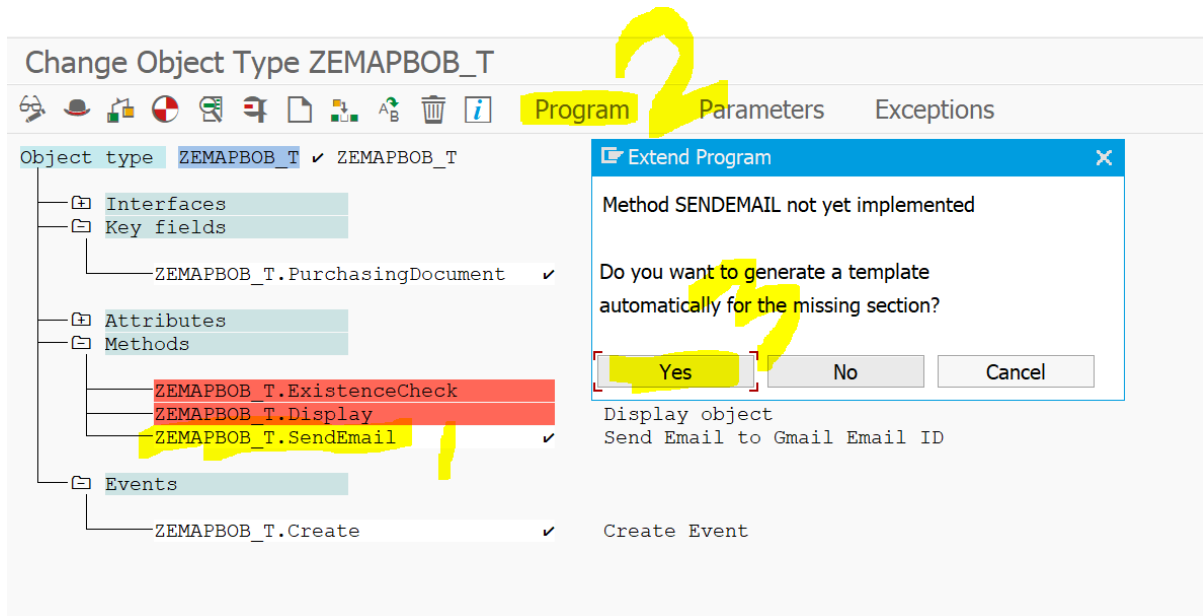 Change Object Type ZEMAPBOB_T
2
Program Parameters Exceptions
Object type ZEMAPBOB_T ✔ ZEMAPBOB_T
Extend Program
Interfaces
Method SENDEMAIL not yet implemented
Key fields
ZEMAPBOB_T.PurchasingDocument ✔
Do you want to generate a template
automatically for the missing section?
3
Attributes
Methods
Yes No Cancel
ZEMAPBOB_T.ExistenceCheck
ZEMAPBOB_T.Display Display object
ZEMAPBOB_T.SendEmail ✔ Send Email to Gmail Email ID
1
Events
ZEMAPBOB_T.Create ✔ Create Event